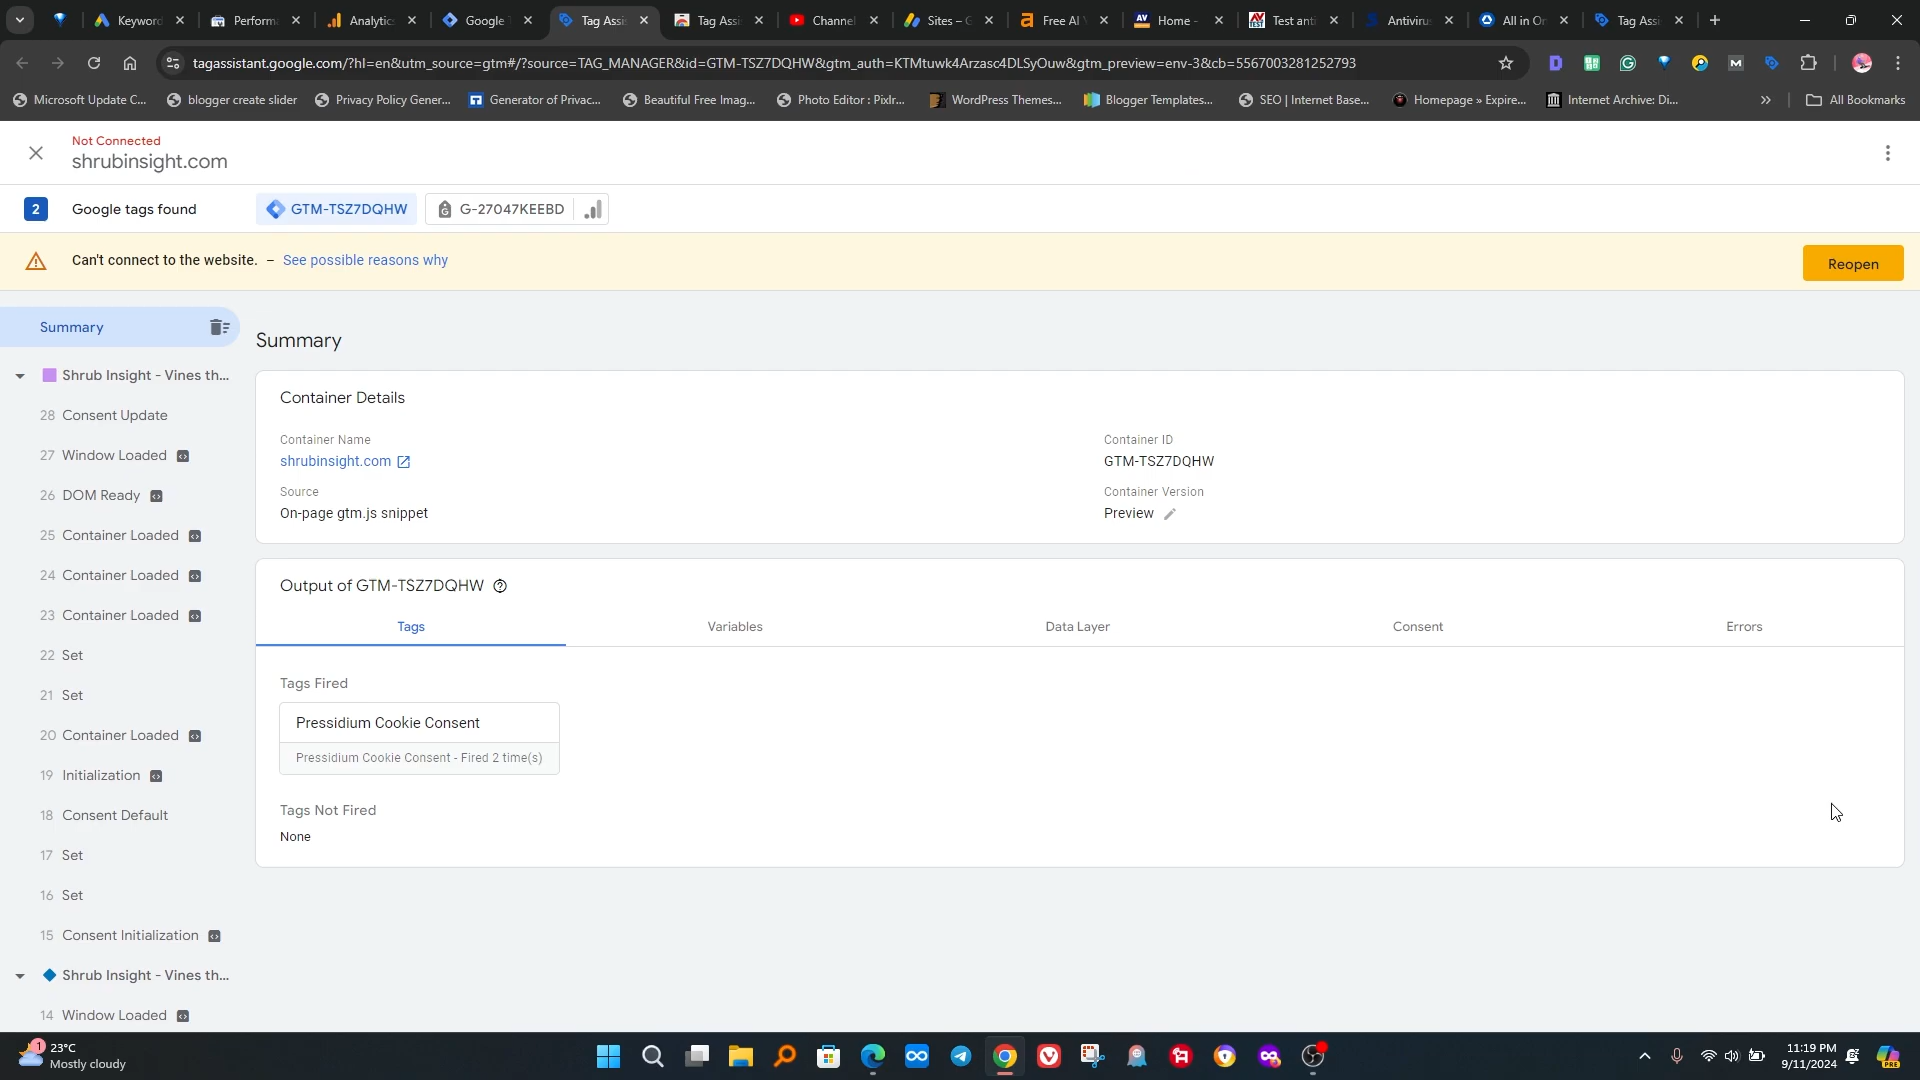 Keyword
Performa
Analytics
Google T
Tag Assis
Tag Assi
Channel
Sites – G
Free AI V
Home -
Test anti
Antivirus
All in On
Tag Assi
tagassistant.google.com/?hl=en&utm_source=gtm#/?source=TAG_MANAGER&id=GTM-TSZ7DQHW&gtm_auth=KTMtuwk4Arzasc4DLSyOuw&gtm_preview=env-3&cb=5567003281252793
Microsoft Update C...
blogger create slider
Privacy Policy Gener...
Generator of Privac...
Beautiful Free Imag...
Photo Editor : Pixlr...
WordPress Themes...
Blogger Templates...
SEO | Internet Base...
Homepage » Expire...
Internet Archive: Di...
All Bookmarks
Not Connected
shrubinsight.com
2 Google tags found
GTM-TSZ7DQHW
G-27047KEEBD
Can't connect to the website. – See possible reasons why
Reopen
Summary
Shrub Insight - Vines th...
28 Consent Update
27 Window Loaded
26 DOM Ready
25 Container Loaded
24 Container Loaded
23 Container Loaded
22 Set
21 Set
20 Container Loaded
19 Initialization
18 Consent Default
17 Set
16 Set
15 Consent Initialization
Shrub Insight - Vines th...
14 Window Loaded
Summary
Container Details
Container Name
shrubinsight.com
Container ID
GTM-TSZ7DQHW
Source
On-page gtm.js snippet
Container Version
Preview
Output of GTM-TSZ7DQHW
Tags
Variables
Data Layer
Consent
Errors
Tags Fired
Pressidium Cookie Consent
Pressidium Cookie Consent - Fired 2 time(s)
Tags Not Fired
None
1
23°C
Mostly cloudy
11:19 PM
9/11/2024